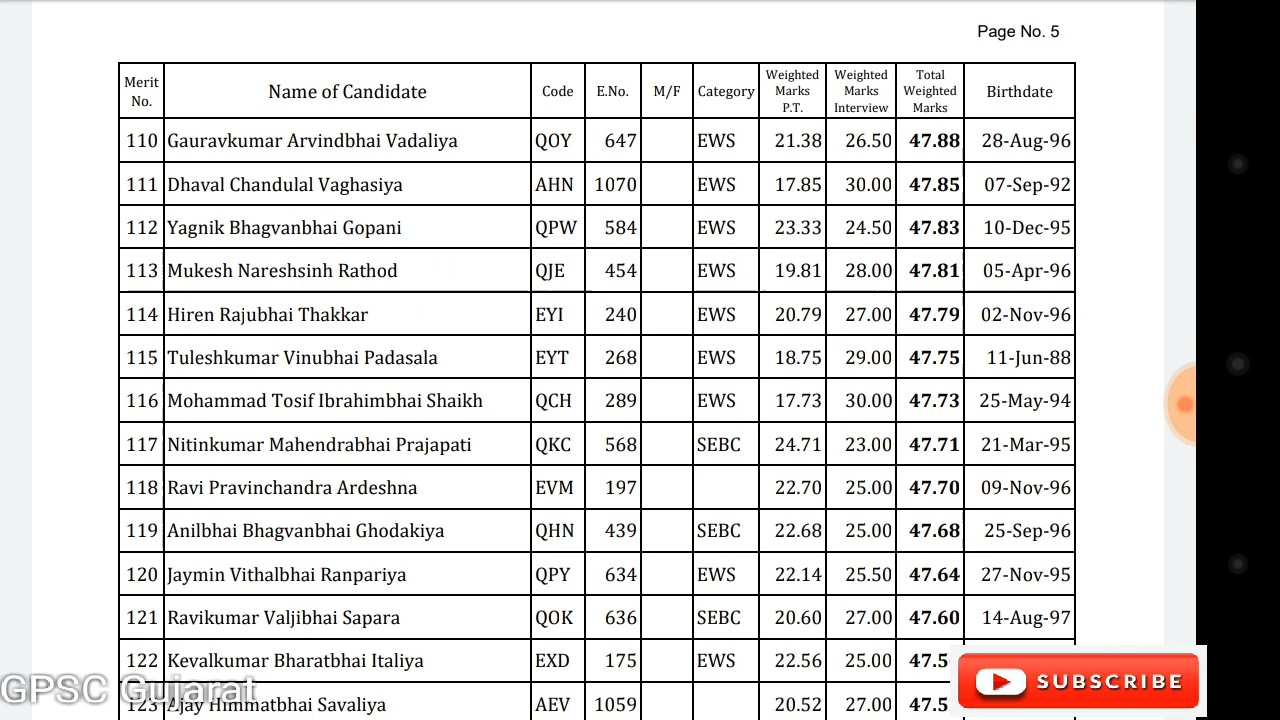 Page No. 5
Merit No. Name of Candidate Code E.No. M/F Category Weighted Marks P.T. Weighted Marks Interview Total Weighted Marks Birthdate
110 Gauravkumar Arvindbhai Vadaliya QOY 647 EWS 21.38 26.50 47.88 28-Aug-96
111 Dhaval Chandulal Vaghasiya AHN 1070 EWS 17.85 30.00 47.85 07-Sep-92
112 Yagnik Bhagvanbhai Gopani QPW 584 EWS 23.33 24.50 47.83 10-Dec-95
113 Mukesh Nareshsinh Rathod QJE 454 EWS 19.81 28.00 47.81 05-Apr-96
114 Hiren Rajubhai Thakkar EYI 240 EWS 20.79 27.00 47.79 02-Nov-96
115 Tuleshkumar Vinubhai Padasala EYT 268 EWS 18.75 29.00 47.75 11-Jun-88
116 Mohammad Tosif Ibrahimbhai Shaikh QCH 289 EWS 17.73 30.00 47.73 25-May-94
117 Nitinkumar Mahendrabhai Prajapati QKC 568 SEBC 24.71 23.00 47.71 21-Mar-95
118 Ravi Pravinchandra Ardeshna EVM 197 22.70 25.00 47.70 09-Nov-96
119 Anilbhai Bhagvanbhai Ghodakiya QHN 439 SEBC 22.68 25.00 47.68 25-Sep-96
120 Jaymin Vithalbhai Ranpariya QPY 634 EWS 22.14 25.50 47.64 27-Nov-95
121 Ravikumar Valjibhai Sapara QOK 636 SEBC 20.60 27.00 47.60 14-Aug-97
122 Kevalkumar Bharatbhai Italiya EXD 175 EWS 22.56 25.00 47.5
123 Ajay Himmatbhai Savaliya AEV 1059 20.52 27.00 47.5
GPSC Gujarat
SUBSCRIBE